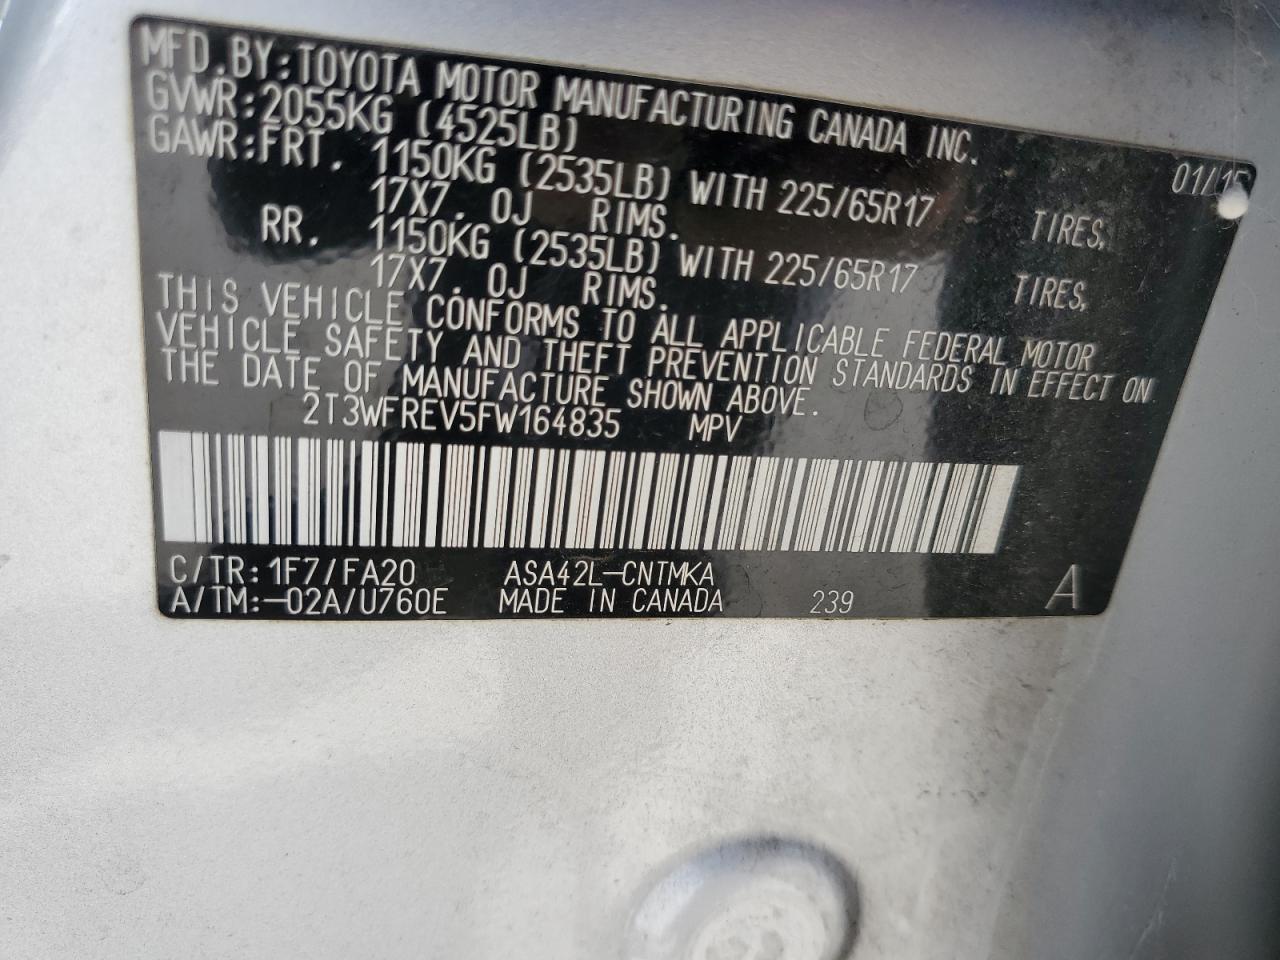 MFD.BY:TOYOTA MOTOR MANUFACTURING CANADA INC.
GVWR:2055KG (4525LB) 01/15
GAWR:FRT. 1150KG (2535LB) WITH 225/65R17 TIRES,
17X7.0J RIMS.
RR. 1150KG (2535LB) WITH 225/65R17 TIRES,
17X7.0J RIMS.
THIS VEHICLE CONFORMS TO ALL APPLICABLE FEDERAL MOTOR
VEHICLE SAFETY AND THEFT PREVENTION STANDARDS IN EFFECT ON
THE DATE OF MANUFACTURE SHOWN ABOVE.
2T3WFREV5FW164835 MPV
C/TR:1F7/FA20 ASA42L-CNTMKA
A/TM:-02A/U760E MADE IN CANADA 239 A